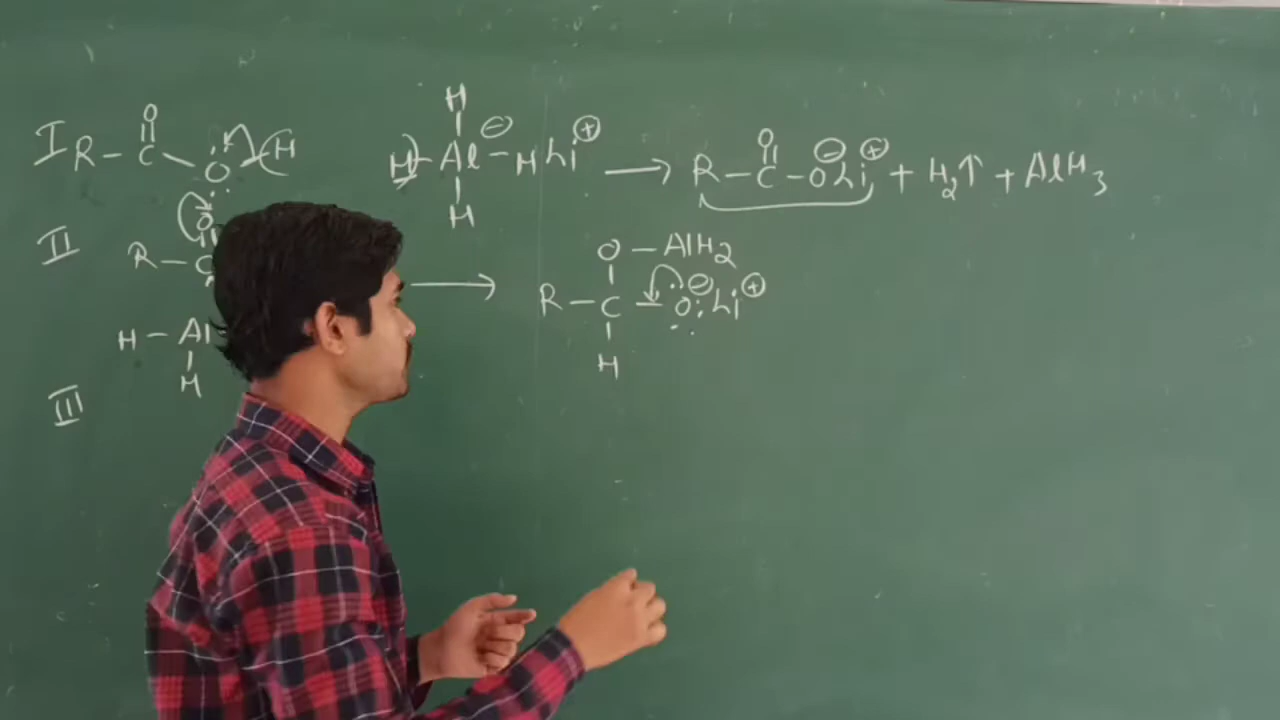 O H
I R – C – O – H H – Al⊖ – H Li⊕ → R – C – O⊖Li⊕ + H2↑ + AlH3
O H O
II O O – AlH2
R – C → R – C – O⊖Li⊕
H – Al H
H
III